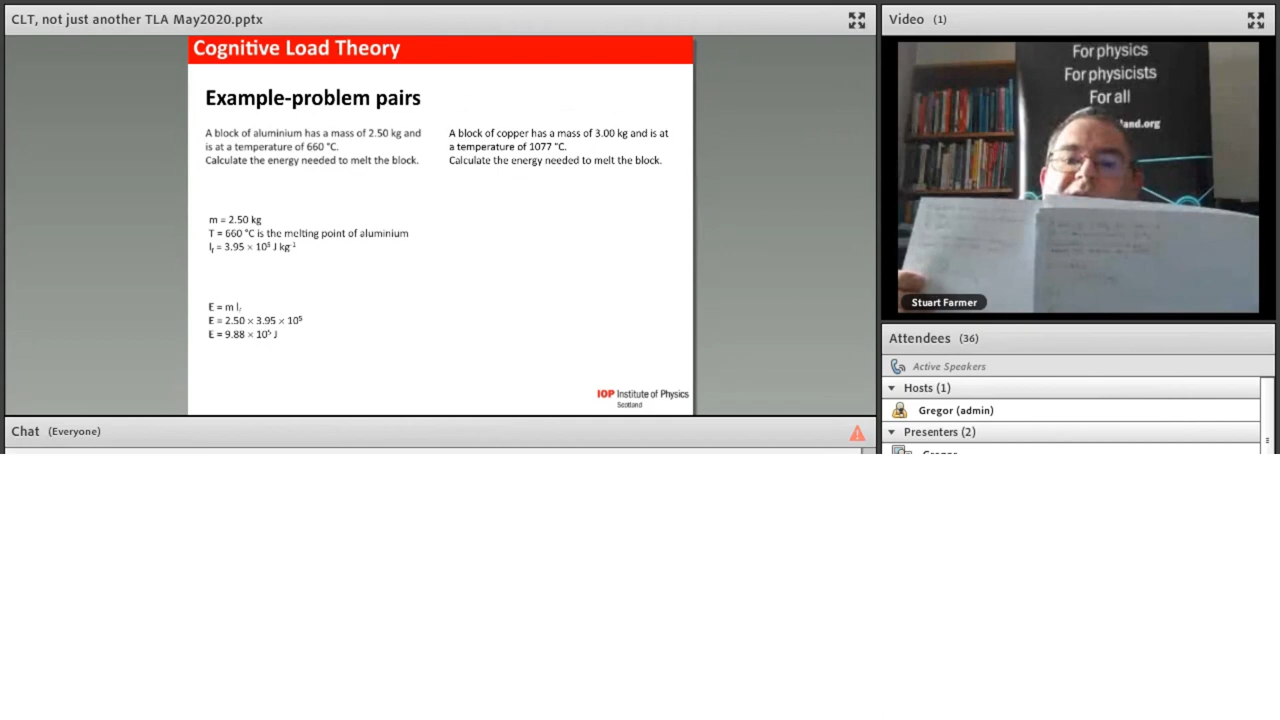 CLT, not just another TLA May2020.pptx
Cognitive Load Theory
Example-problem pairs
A block of aluminium has a mass of 2.50 kg and
is at a temperature of 660 °C.
Calculate the energy needed to melt the block.
m = 2.50 kg
T = 660 °C is the melting point of aluminium
lf = 3.95 × 10⁵ J kg⁻¹
E = m lf
E = 2.50 × 3.95 × 10⁵
E = 9.88 × 10⁵ J
A block of copper has a mass of 3.00 kg and is at
a temperature of 1077 °C.
Calculate the energy needed to melt the block.
IOP Institute of Physics
Scotland
Chat (Everyone)
Video (1)
For physics
For physicists
For all
land.org
Stuart Farmer
Attendees (36)
Active Speakers
Hosts (1)
Gregor (admin)
Presenters (2)
Gregor